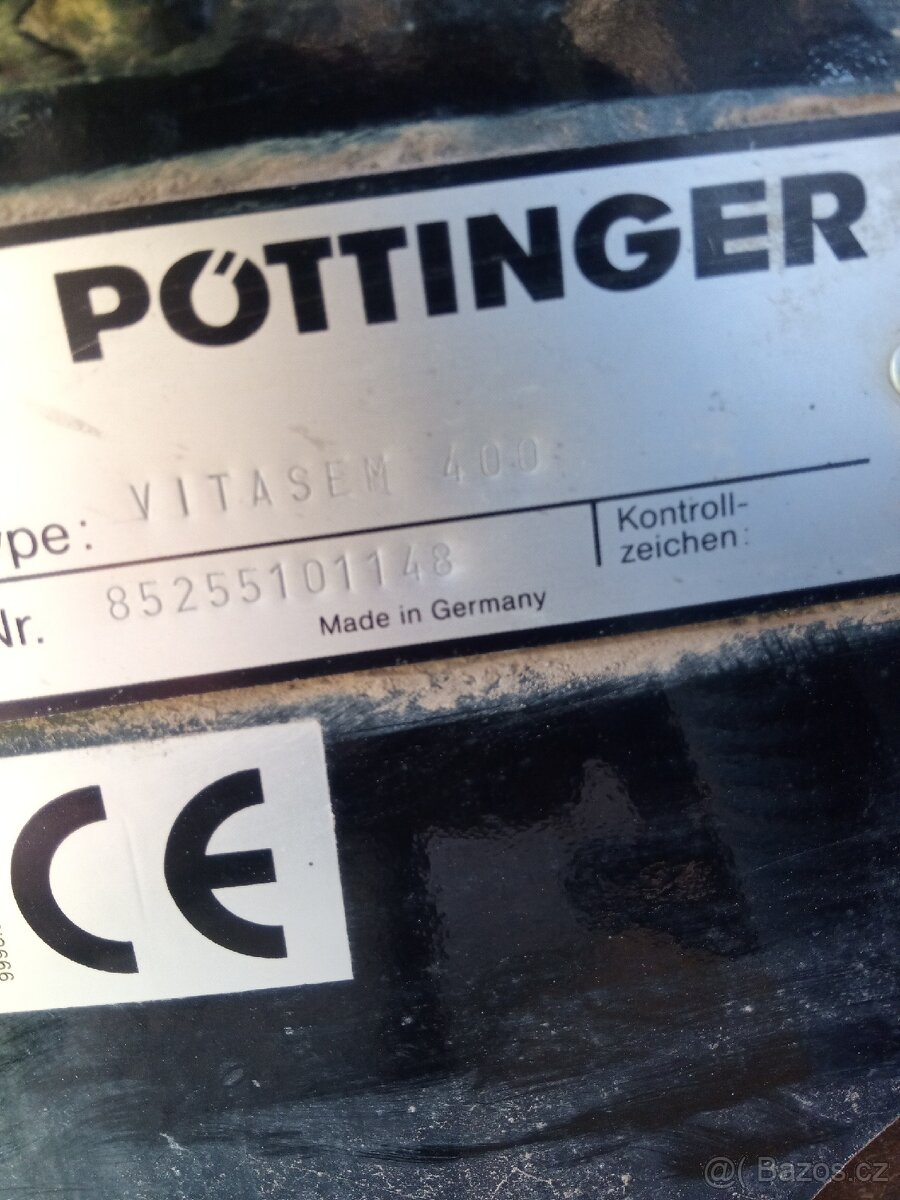 PÖTTINGER
ype: VITASEM 400
Nr. 85255101148
Kontroll-
zeichen:
Made in Germany
CE
@( Bazos.cz